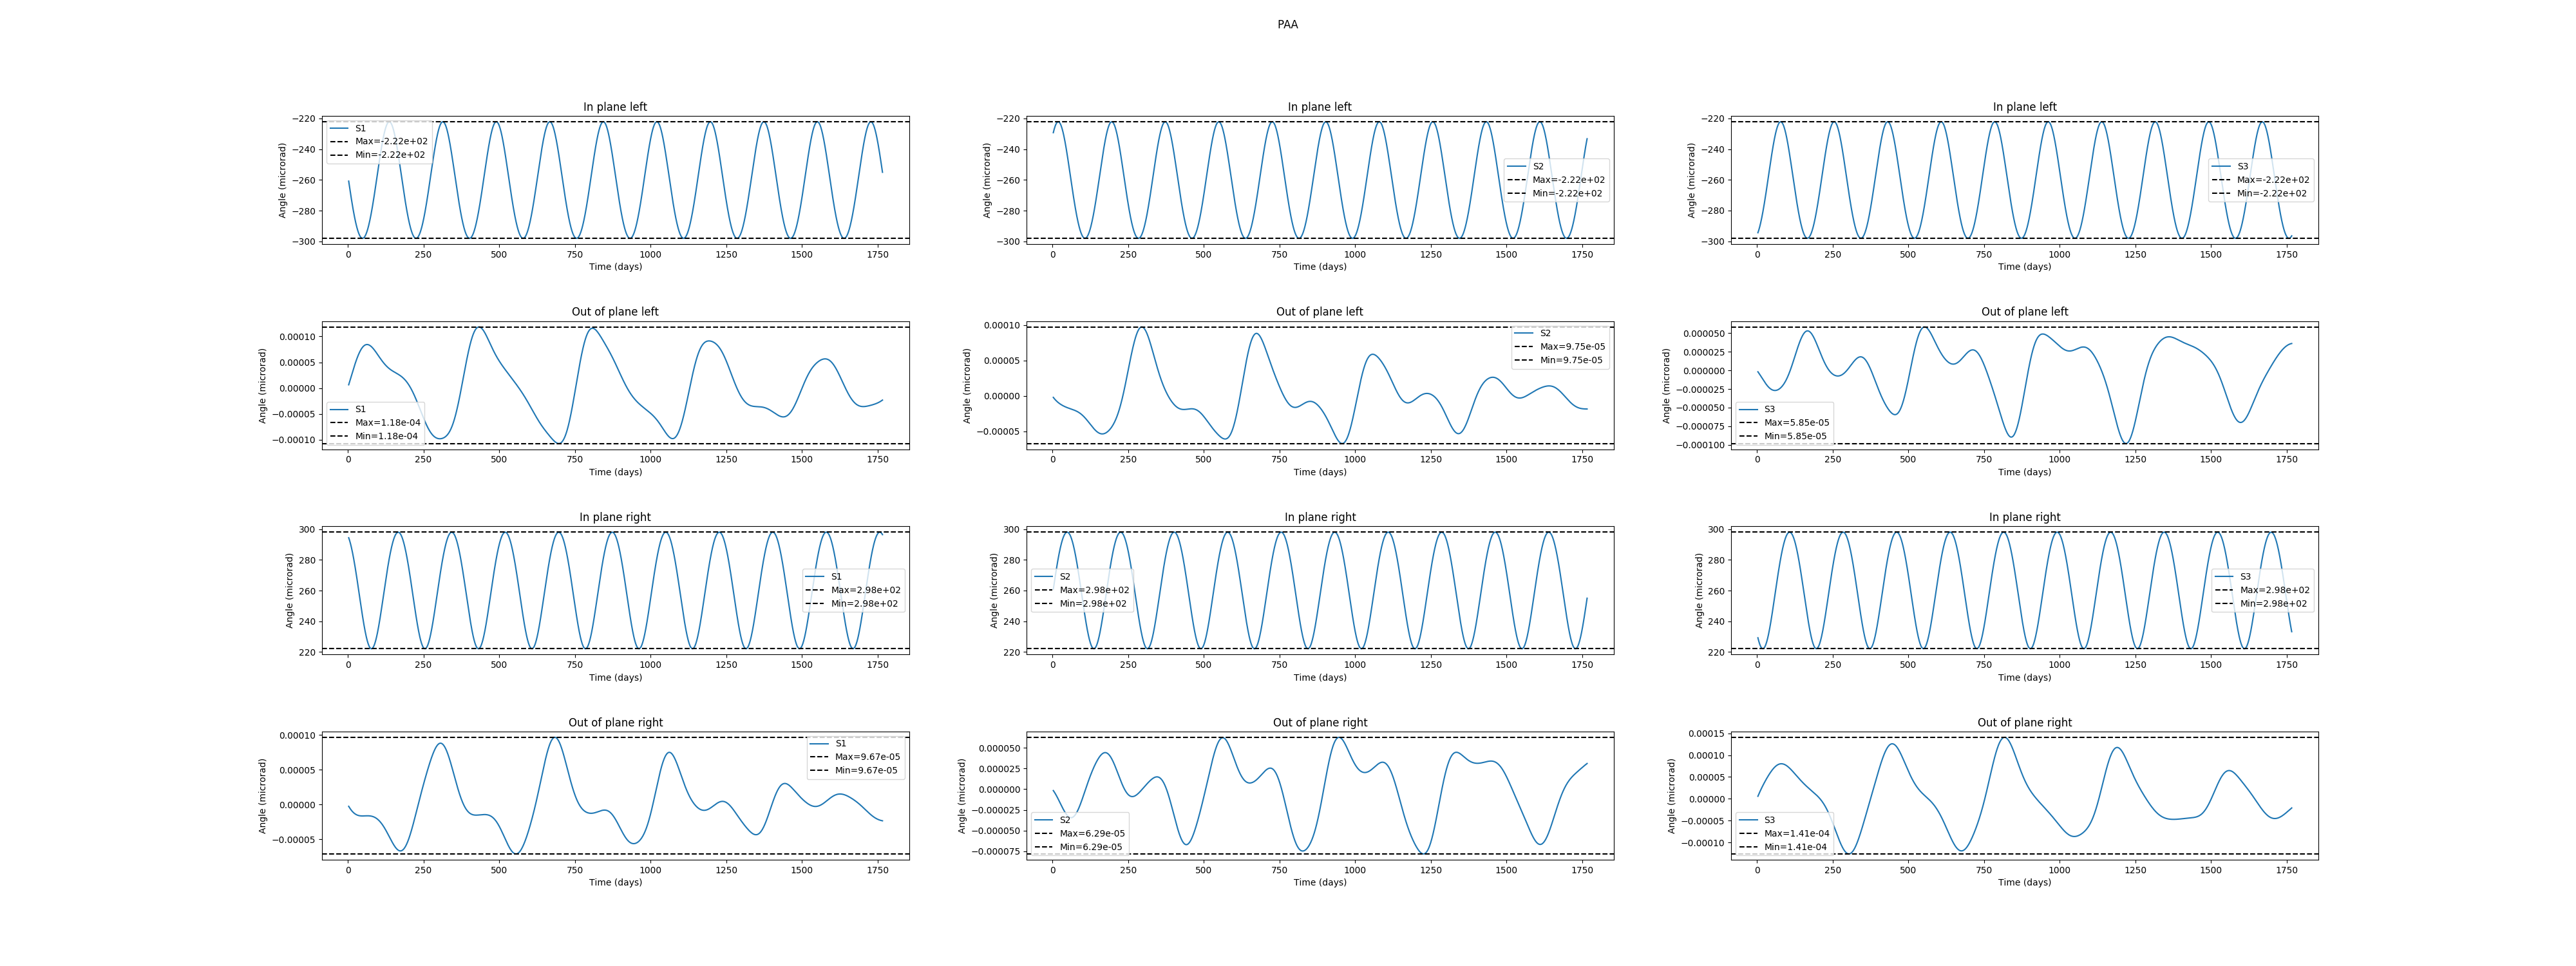 PAA
In plane left
In plane left
In plane left
−220
−240
−260
−280
−300
Angle (microrad)
S1
Max=-2.22e+02
Min=-2.22e+02
0 250 500 750 1000 1250 1500 1750
Time (days)
−220
−240
−260
−280
−300
Angle (microrad)
S2
Max=-2.22e+02
Min=-2.22e+02
0 250 500 750 1000 1250 1500 1750
Time (days)
−220
−240
−260
−280
−300
Angle (microrad)
S3
Max=-2.22e+02
Min=-2.22e+02
0 250 500 750 1000 1250 1500 1750
Time (days)
Out of plane left
Out of plane left
Out of plane left
0.00010
0.00005
0.00000
−0.00005
−0.00010
Angle (microrad)
S1
Max=1.18e-04
Min=1.18e-04
0 250 500 750 1000 1250 1500 1750
Time (days)
0.00010
0.00005
0.00000
−0.00005
Angle (microrad)
S2
Max=9.75e-05
Min=9.75e-05
0 250 500 750 1000 1250 1500 1750
Time (days)
0.000050
0.000025
0.000000
−0.000025
−0.000050
−0.000075
−0.000100
Angle (microrad)
S3
Max=5.85e-05
Min=5.85e-05
0 250 500 750 1000 1250 1500 1750
Time (days)
In plane right
In plane right
In plane right
300
280
260
240
220
Angle (microrad)
S1
Max=2.98e+02
Min=2.98e+02
0 250 500 750 1000 1250 1500 1750
Time (days)
300
280
260
240
220
Angle (microrad)
S2
Max=2.98e+02
Min=2.98e+02
0 250 500 750 1000 1250 1500 1750
Time (days)
300
280
260
240
220
Angle (microrad)
S3
Max=2.98e+02
Min=2.98e+02
0 250 500 750 1000 1250 1500 1750
Time (days)
Out of plane right
Out of plane right
Out of plane right
0.00010
0.00005
0.00000
−0.00005
Angle (microrad)
S1
Max=9.67e-05
Min=9.67e-05
0 250 500 750 1000 1250 1500 1750
Time (days)
0.000050
0.000025
0.000000
−0.000025
−0.000050
−0.000075
Angle (microrad)
S2
Max=6.29e-05
Min=6.29e-05
0 250 500 750 1000 1250 1500 1750
Time (days)
0.00015
0.00010
0.00005
0.00000
−0.00005
−0.00010
Angle (microrad)
S3
Max=1.41e-04
Min=1.41e-04
0 250 500 750 1000 1250 1500 1750
Time (days)